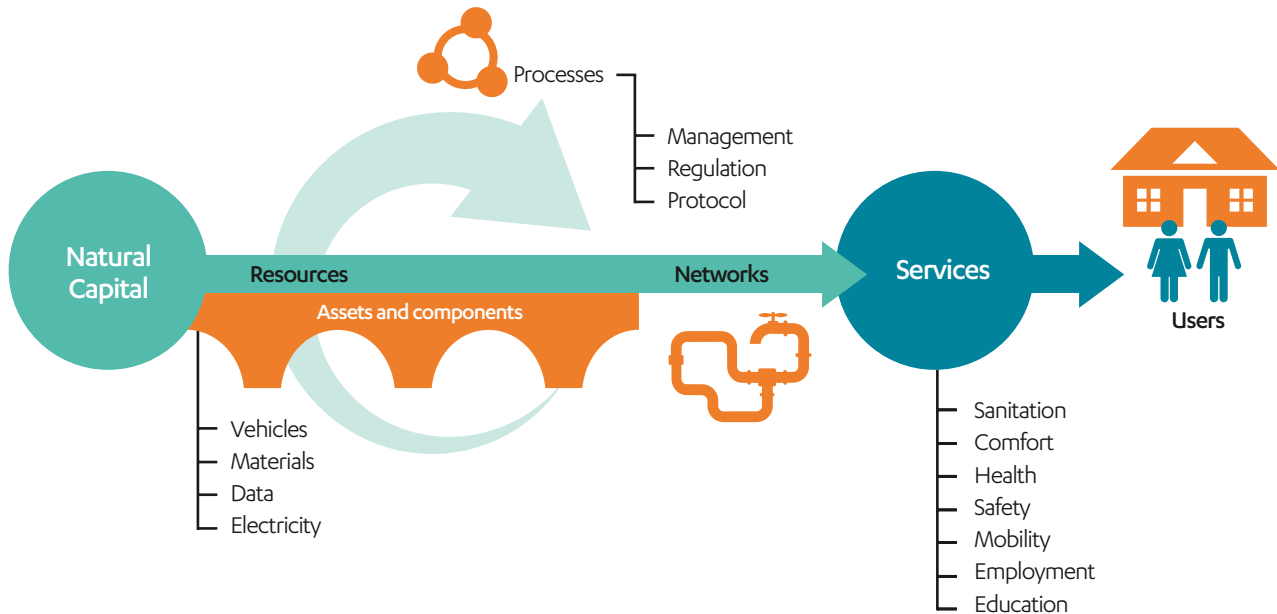 Processes
Management
Regulation
Protocol
Natural
Capital
Resources
Networks
Services
Assets and components
Users
Vehicles
Materials
Data
Electricity
Sanitation
Comfort
Health
Safety
Mobility
Employment
Education